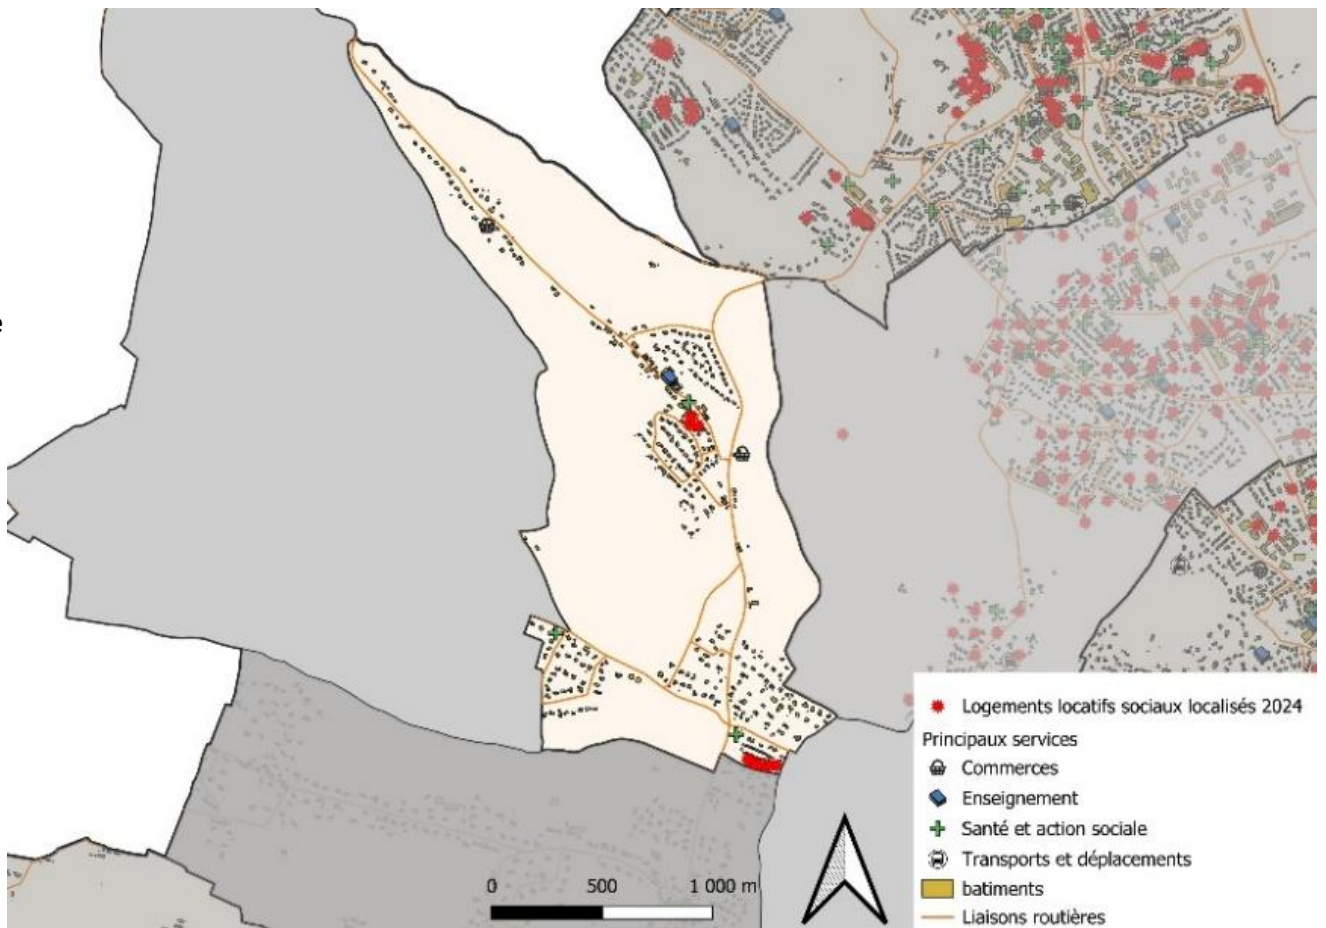 e
Logements locatifs sociaux localisés 2024
Principaux services
Commerces
Enseignement
Santé et action sociale
Transports et déplacements
batiments
Liaisons routières
0 500 1 000 m